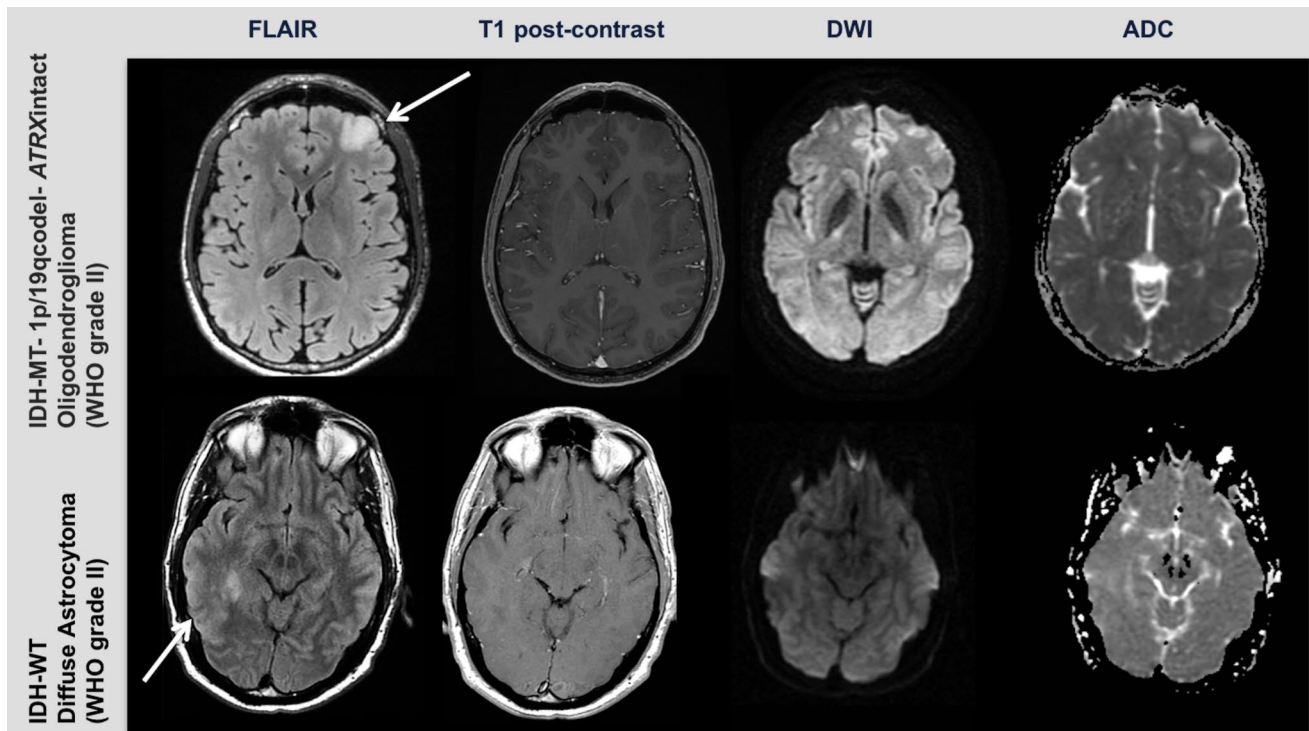 FLAIR
T1 post-contrast
DWI
ADC
IDH-MT- 1p/19qcodel- ATRXintact
Oligodendroglioma
(WHO grade II)
IDH-WT
Diffuse Astrocytoma
(WHO grade II)